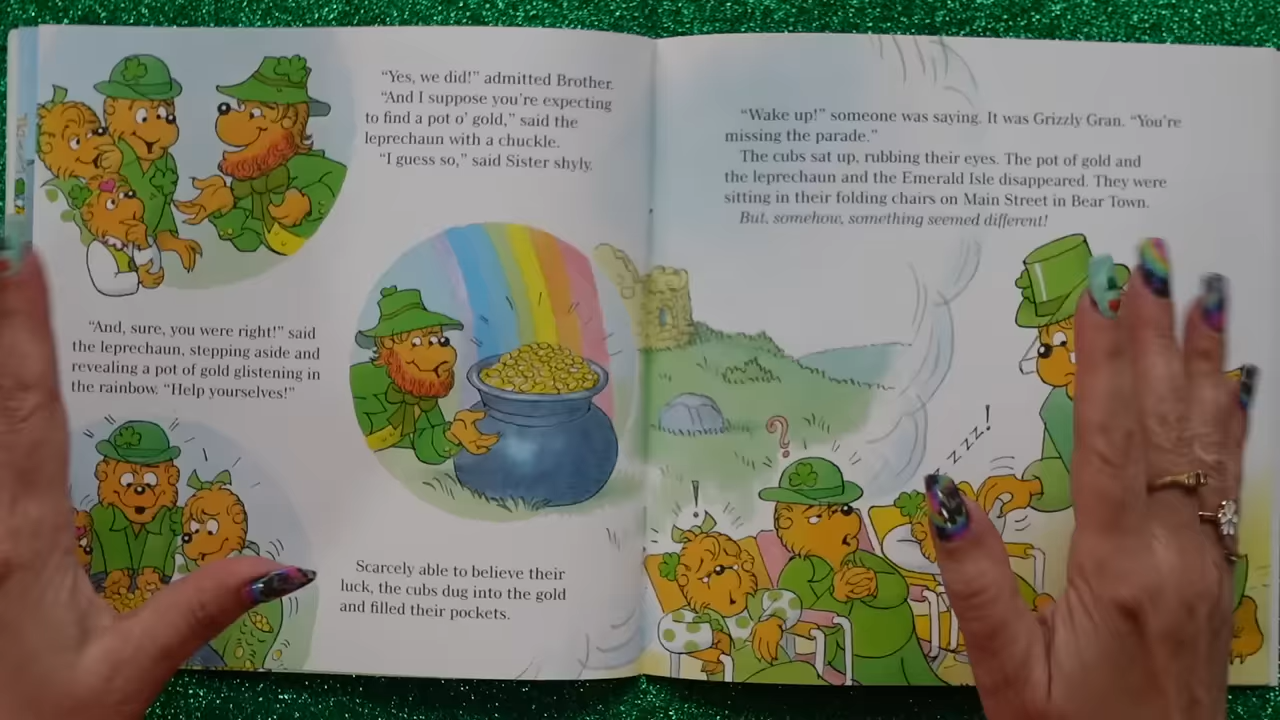 “Yes, we did!” admitted Brother.
“And I suppose you’re expecting
to find a pot o’ gold,” said the
leprechaun with a chuckle.
“I guess so,” said Sister shyly.
“And, sure, you were right!” said
the leprechaun, stepping aside and
revealing a pot of gold glistening in
the rainbow. “Help yourselves!”
Scarcely able to believe their
luck, the cubs dug into the gold
and filled their pockets.
“Wake up!” someone was saying. It was Grizzly Gran. “You’re
missing the parade.”
The cubs sat up, rubbing their eyes. The pot of gold and
the leprechaun and the Emerald Isle disappeared. They were
sitting in their folding chairs on Main Street in Bear Town.
But, somehow, something seemed different!
zzz!
?
!